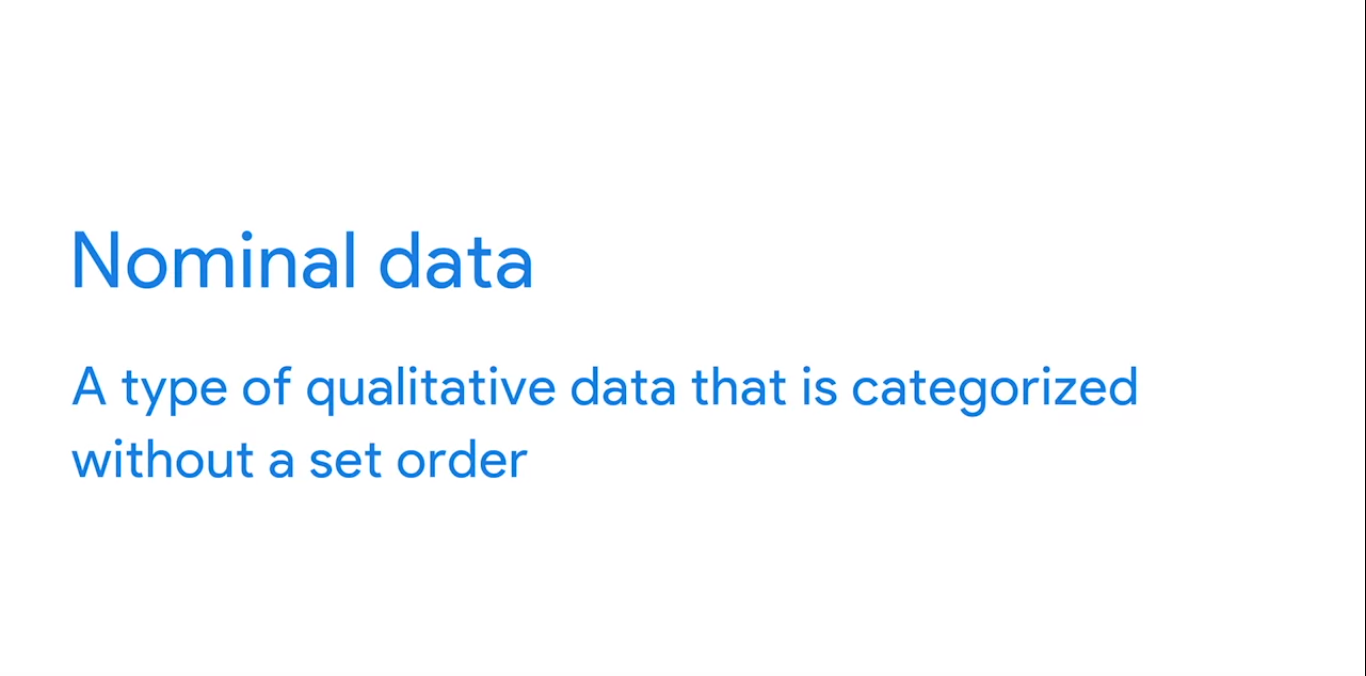 Nominal data
A type of qualitative data that is categorized
without a set order